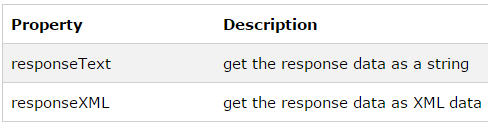 Property Description
responseText get the response data as a string
responseXML get the response data as XML data